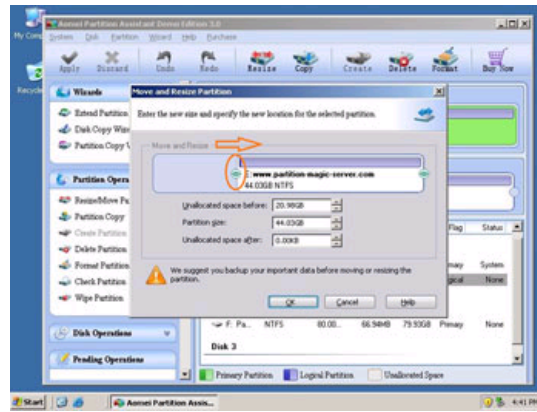 My Comp
Recycle
Aomei Partition Assistant Demo Edition 3.0
System Disk Partition Wizard Help Purchase
Apply Discard Undo Redo Resize Copy Create Delete Format Buy Now
Wizards
Extend Partition
Disk Copy Wiz
Partition Copy
Partition Opera
Resize/Move Pa
Partition Copy
Create Partition
Delete Partition
Format Partition
Check Partition
Wipe Partition
Disk Operations
Pending Operations
Move and Resize Partition
Enter the new size and specify the new location for the selected partition.
Move and Resize
www.partition-magic-server.com
44.03GB NTFS
Unallocated space before: 20.98GB
Partition size: 44.03GB
Unallocated space after: 0.00KB
We suggest you backup your important data before moving or resizing the
partition.
OK Cancel Help
Flag Status
mary System
gical None
F: Pa.. NTFS 80.00.. 66.94MB 79.93GB Primary None
Disk 3
Primary Partition Logical Partition Unallocated Space
Start Aomei Partition Assis... 4:41 PM